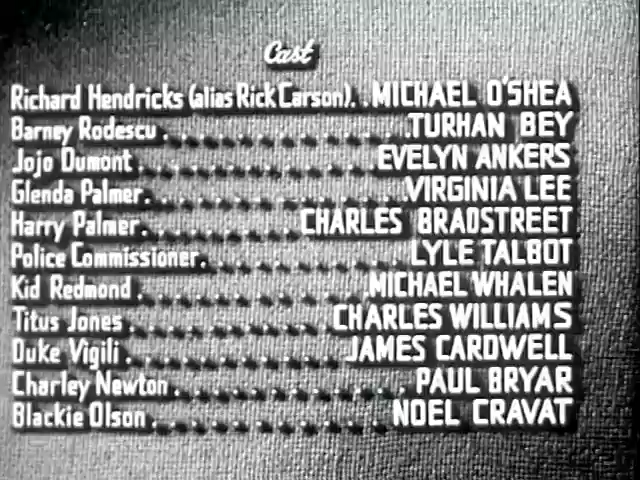 Cast
Richard Hendricks (alias Rick Carson)..MICHAEL O'SHEA
Barney Rodescu..............TURHAN BEY
Jojo Dumont..............EVELYN ANKERS
Glenda Palmer..............VIRGINIA LEE
Harry Palmer.........CHARLES BRADSTREET
Police Commissioner...........LYLE TALBOT
Kid Redmond............MICHAEL WHALEN
Titus Jones...........CHARLES WILLIAMS
Duke Vigili............JAMES CARDWELL
Charley Newton.............PAUL BRYAR
Blackie Olson.............NOEL CRAVAT